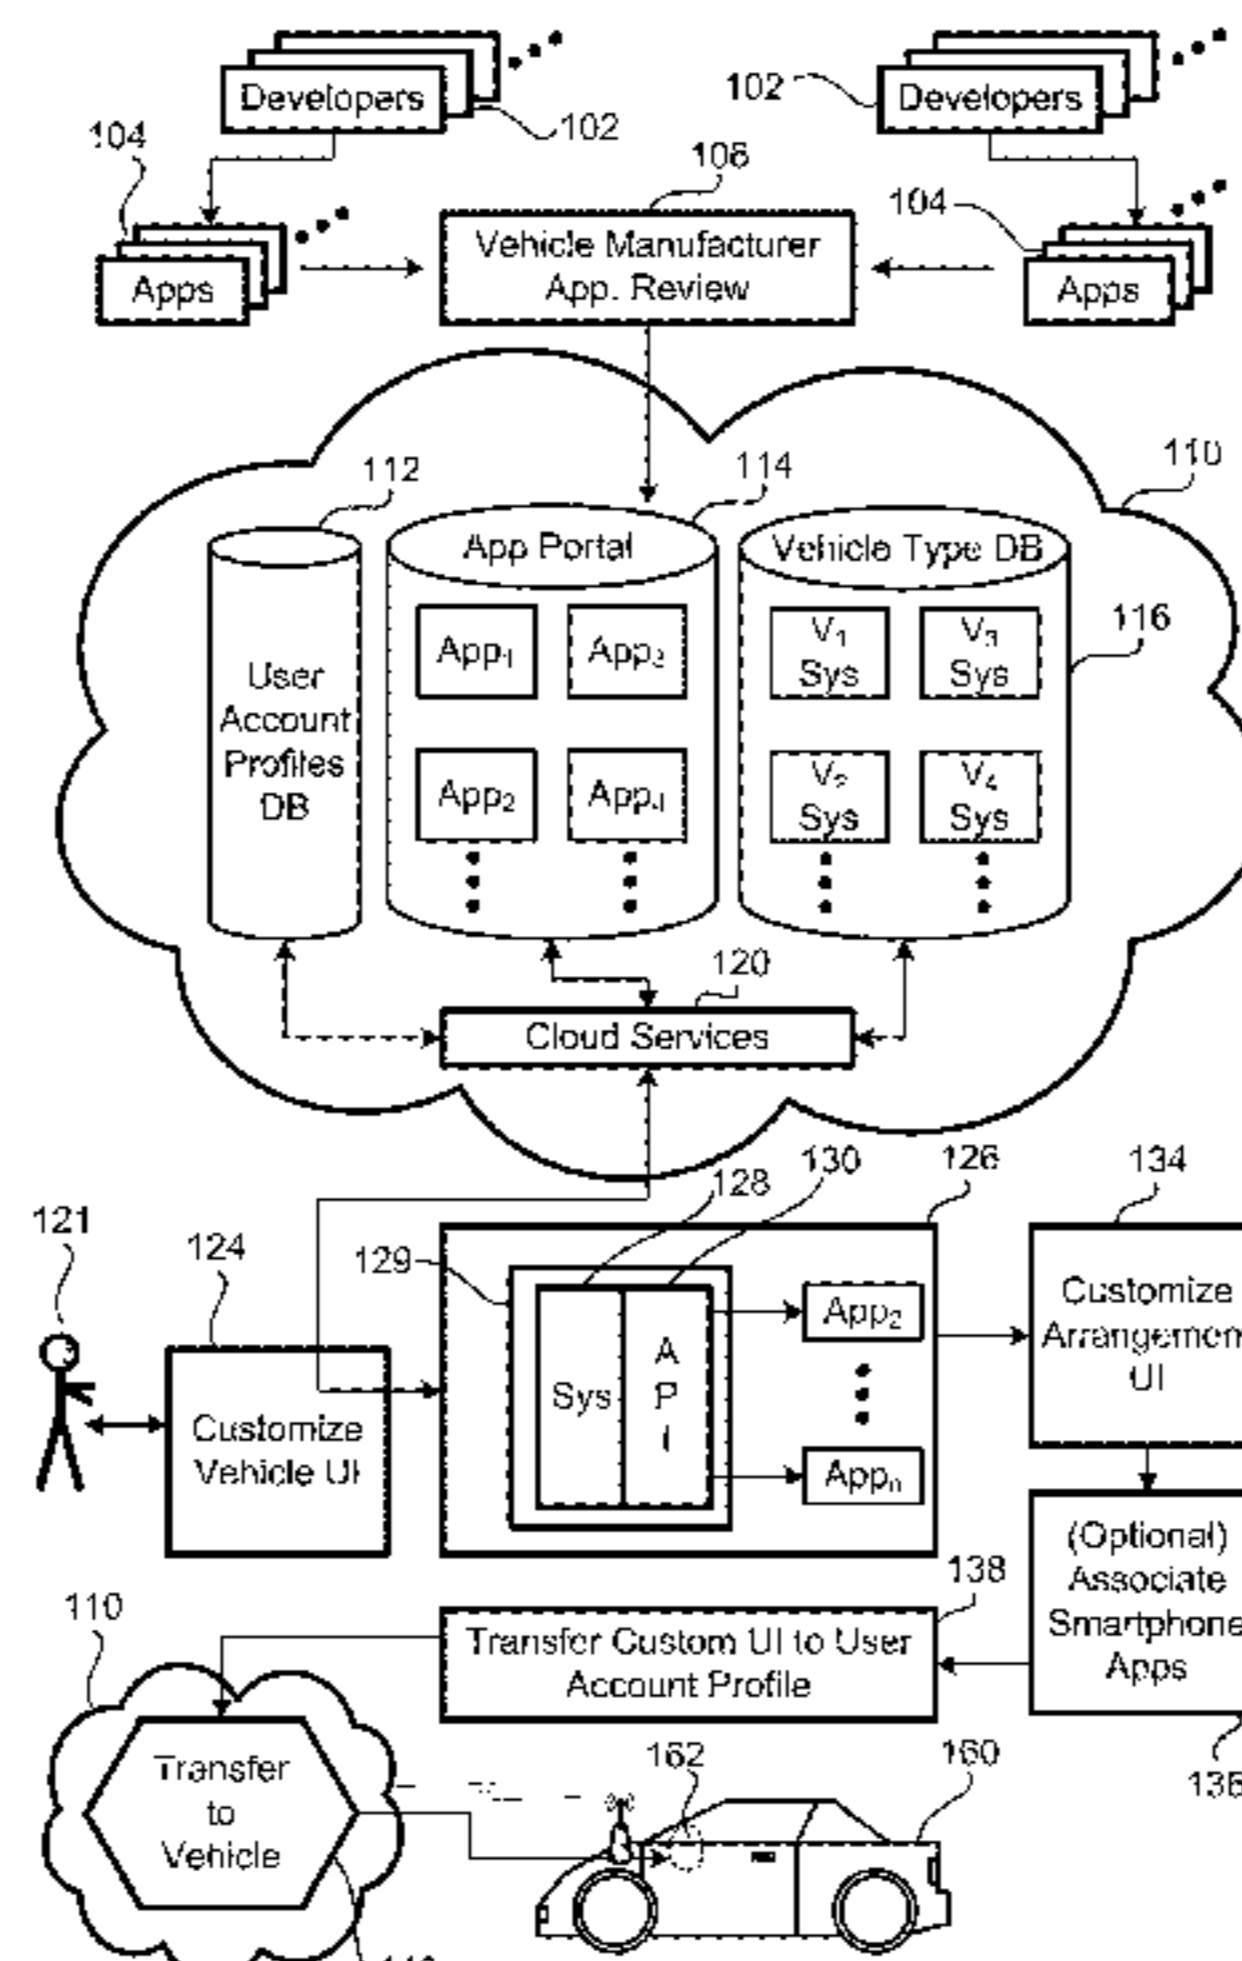 Developers
102
102
Developers
104
108
104
Apps
Vehicle Manufacturer
App. Review
Apps
110
112
114
App Portal
Vehicle Type DB
116
User
Account
Profiles
DB
App1
App3
App2
App4
V1
Sys
V3
Sys
V2
Sys
V4
Sys
120
Cloud Services
121
124
128
130
126
134
129
Customize
Vehicle UI
Sys
A
P
I
App2
Appn
Customize
Arrangemen
UI
(Optional)
Associate
Smartphone
Apps
136
138
Transfer Custom UI to User
Account Profile
110
Transfer
to
Vehicle
162
160